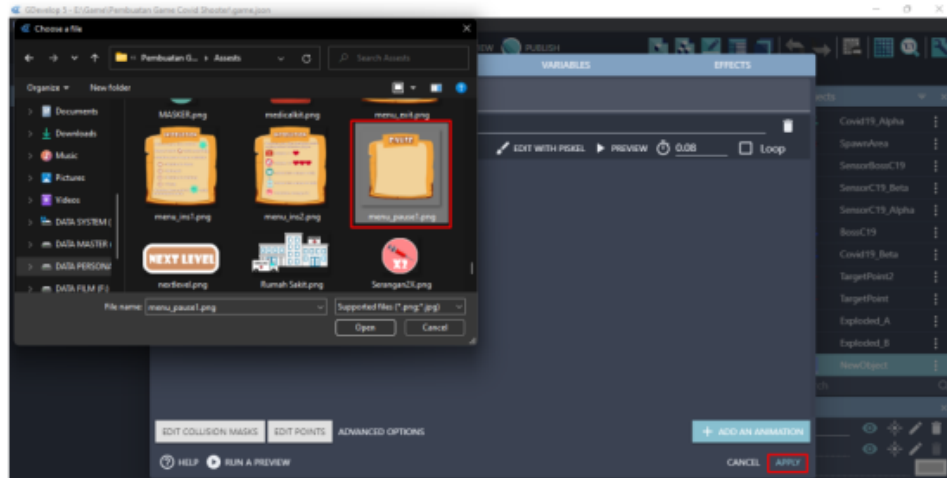 GDevelop 5 - E:\Game\Pembuatan Game Covid Shooter\game.json
Choose a file
Pembuatan G... > Assests
Search Assests
Organize
New folder
PUBLISH
VARIABLES
EFFECTS
Documents
Downloads
Music
Pictures
Videos
DATA SYSTEM (
DATA MASTER
DATA PERSONA
DATA FILM (F:)
MASKER.png
medicalkit.png
menu_exit.png
PAUSE
menu_ins1.png
menu_ins2.png
menu_pause1.png
NEXT LEVEL
X2
nextlevel.png
Rumah Sakit.png
Serangan2X.png
File name:
menu_pause1.png
Supported files (*.png;*.jpg)
Open
Cancel
EDIT WITH PISKEL
PREVIEW
0.08
Loop
Covid19_Alpha
SpawnArea
SensorBossC19
SensorC19_Beta
SensorC19_Alpha
BossC19
Covid19_Beta
TargetPoint2
TargetPoint
Exploded_A
Exploded_B
NewObject
EDIT COLLISION MASKS
EDIT POINTS
ADVANCED OPTIONS
+ ADD AN ANIMATION
HELP
RUN A PREVIEW
CANCEL
APPLY